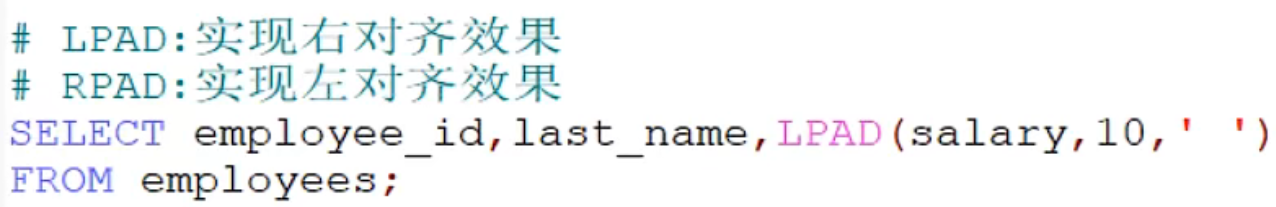 # LPAD:实现右对齐效果
# RPAD:实现左对齐效果
SELECT employee_id,last_name,LPAD(salary,10,' ')
FROM employees;